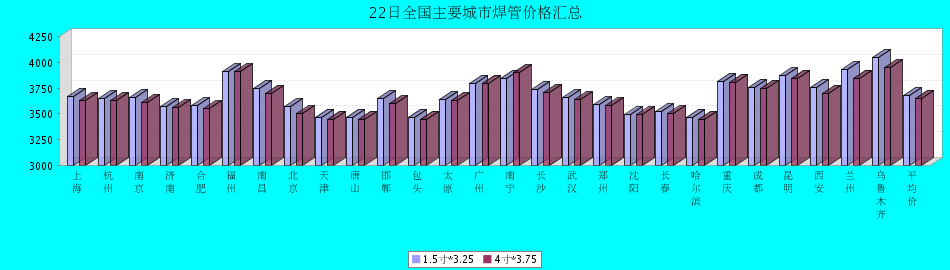 22日全国主要城市焊管价格汇总
4250
4000
3750
3500
3250
3000
上海
杭州
南京
济南
合肥
福州
南昌
北京
天津
唐山
邯郸
包头
太原
广州
南宁
长沙
武汉
郑州
沈阳
长春
哈尔滨
重庆
成都
昆明
西安
兰州
乌鲁木齐
平均价
1.5寸*3.25
4寸*3.75